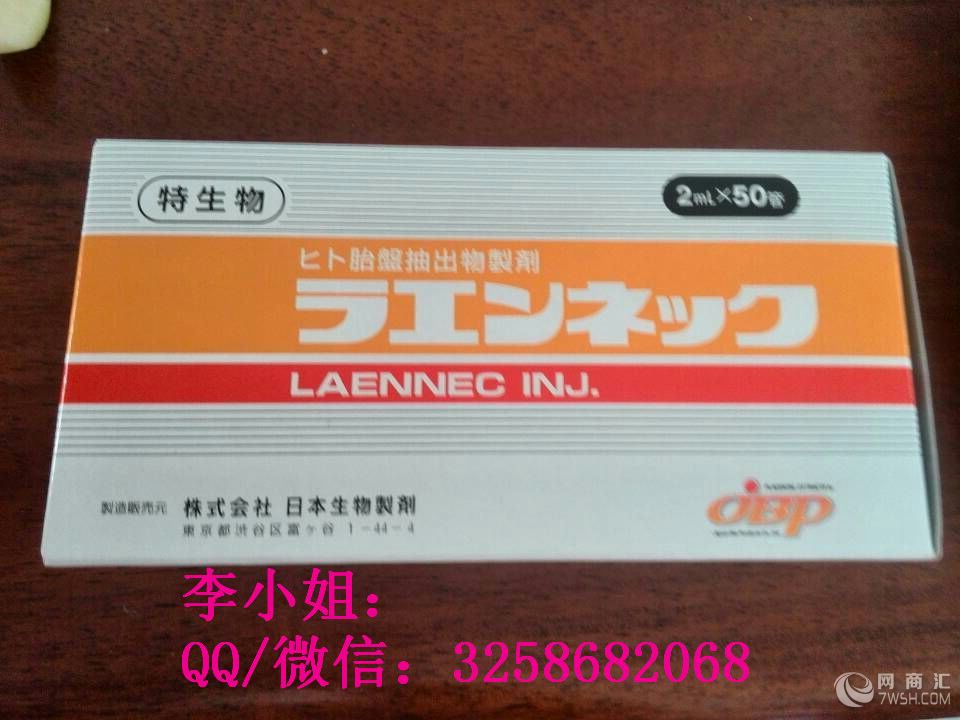 特生物
2mL×50管
ヒト胎盤抽出物製剤
ラエンネック
LAENNEC INJ.
製造販売元 株式会社 日本生物製剤
東京都渋谷区富ヶ谷 1-44-4
JBP
李小姐：
QQ/微信：3258682068
网商汇
7WSH.COM